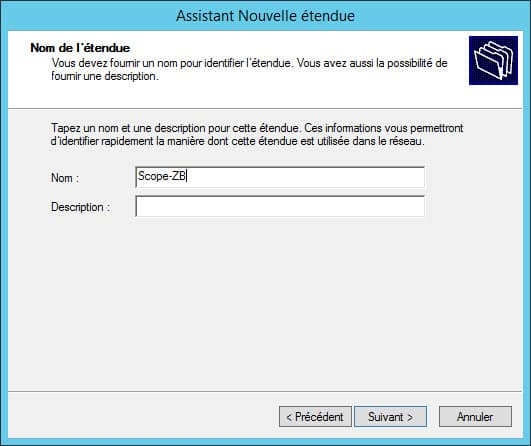 Assistant Nouvelle étendue
Nom de l'étendue
Vous devez fournir un nom pour identifier l'étendue. Vous avez aussi la possibilité de
fournir une description.
Tapez un nom et une description pour cette étendue. Ces informations vous permettront
d'identifier rapidement la manière dont cette étendue est utilisée dans le réseau.
Nom :
Scope-ZB
Description :
< Précédent
Suivant >
Annuler